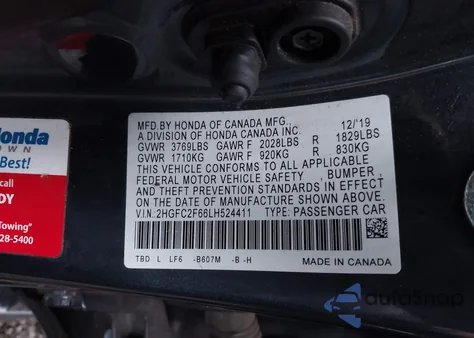 Honda
OWN
Best!
call
DY
Towing"
28-5400
MFD BY HONDA OF CANADA MFG., 12/'19
A DIVISION OF HONDA CANADA INC.
GVWR 3769LBS GAWR F 2028LBS R 1829LBS
GVWR 1710KG GAWR F 920KG R 830KG
THIS VEHICLE CONFORMS TO ALL APPLICABLE
FEDERAL MOTOR VEHICLE SAFETY , BUMPER ,
AND THEFT PREVENTION STANDARDS IN EFFECT
ON THE DATE OF MANUFACTURE SHOWN ABOVE.
V.I.N: 2HGFC2F66LH524411 TYPE: PASSENGER CAR
TBD L LF6 -B607M -B -H MADE IN CANADA
autoSnap